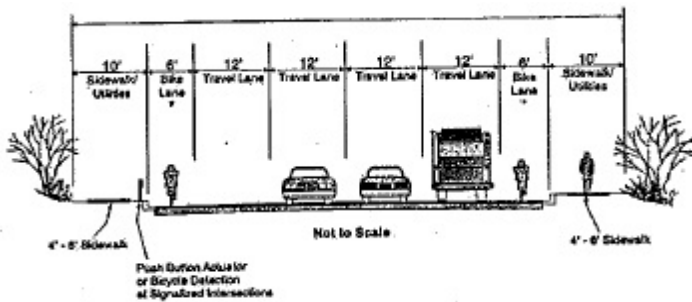 10' 6' 12' 12' 12' 12' 6' 10'
Sidewalk/ Utilities
Bike Lane
Travel Lane
Travel Lane
Travel Lane
Travel Lane
Bike Lane
Sidewalk/ Utilities
4' - 6' Sidewalk
Not to Scale
4' - 6' Sidewalk
Push Button Actuator
or Bicycle Detection
at Signalized Intersections